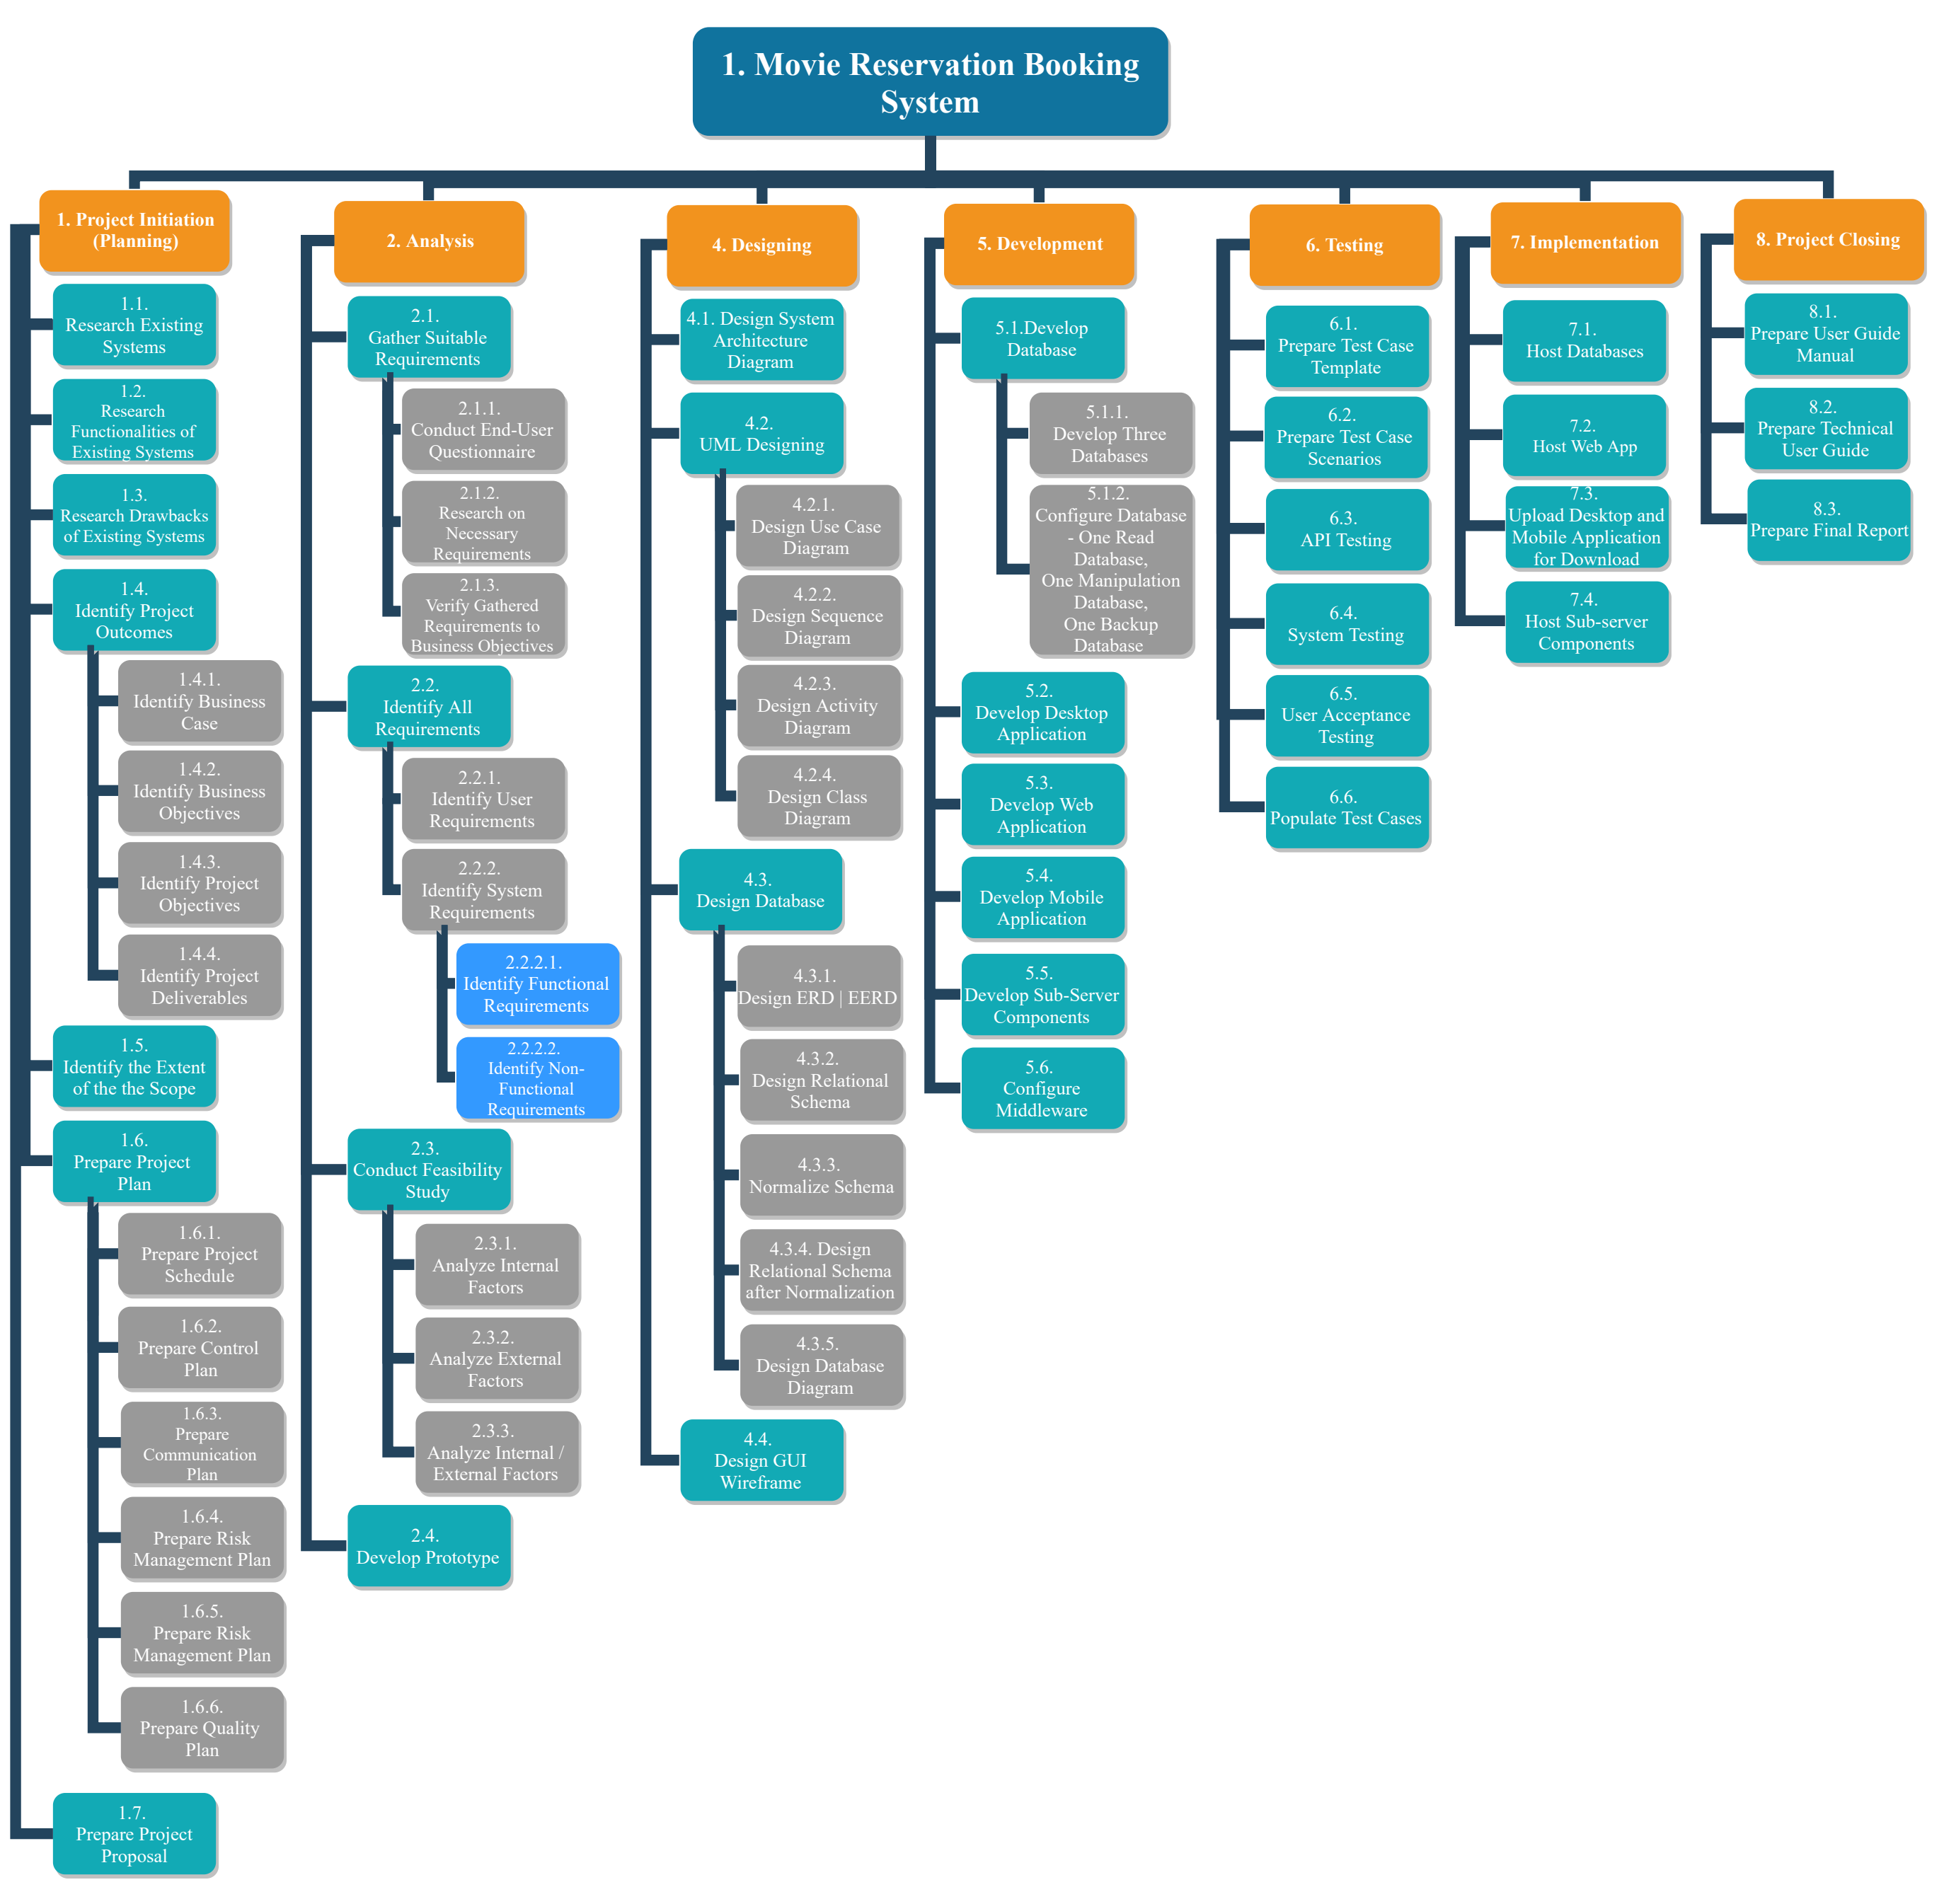 1. Movie Reservation Booking
System
1. Project Initiation
(Planning)
1.1.
Research Existing
Systems
1.2.
Research
Functionalities of
Existing Systems
1.3.
Research Drawbacks
of Existing Systems
1.4.
Identify Project
Outcomes
1.4.1.
Identify Business
Case
1.4.2.
Identify Business
Objectives
1.4.3.
Identify Project
Objectives
1.4.4.
Identify Project
Deliverables
1.5.
Identify the Extent
of the the Scope
1.6.
Prepare Project
Plan
1.6.1.
Prepare Project
Schedule
1.6.2.
Prepare Control
Plan
1.6.3.
Prepare
Communication
Plan
1.6.4.
Prepare Risk
Management Plan
1.6.5.
Prepare Risk
Management Plan
1.6.6.
Prepare Quality
Plan
1.7.
Prepare Project
Proposal
2. Analysis
2.1.
Gather Suitable
Requirements
2.1.1.
Conduct End-User
Questionnaire
2.1.2.
Research on
Necessary
Requirements
2.1.3.
Verify Gathered
Requirements to
Business Objectives
2.2.
Identify All
Requirements
2.2.1.
Identify User
Requirements
2.2.2.
Identify System
Requirements
2.2.2.1.
Identify Functional
Requirements
2.2.2.2.
Identify Non-
Functional
Requirements
2.3.
Conduct Feasibility
Study
2.3.1.
Analyze Internal
Factors
2.3.2.
Analyze External
Factors
2.3.3.
Analyze Internal /
External Factors
2.4.
Develop Prototype
4. Designing
4.1. Design System
Architecture
Diagram
4.2.
UML Designing
4.2.1.
Design Use Case
Diagram
4.2.2.
Design Sequence
Diagram
4.2.3.
Design Activity
Diagram
4.2.4.
Design Class
Diagram
4.3.
Design Database
4.3.1.
Design ERD | EERD
4.3.2.
Design Relational
Schema
4.3.3.
Normalize Schema
4.3.4. Design
Relational Schema
after Normalization
4.3.5.
Design Database
Diagram
4.4.
Design GUI
Wireframe
5. Development
5.1.Develop
Database
5.1.1.
Develop Three
Databases
5.1.2.
Configure Database
- One Read
Database,
One Manipulation
Database,
One Backup
Database
5.2.
Develop Desktop
Application
5.3.
Develop Web
Application
5.4.
Develop Mobile
Application
5.5.
Develop Sub-Server
Components
5.6.
Configure
Middleware
6. Testing
6.1.
Prepare Test Case
Template
6.2.
Prepare Test Case
Scenarios
6.3.
API Testing
6.4.
System Testing
6.5.
User Acceptance
Testing
6.6.
Populate Test Cases
7. Implementation
7.1.
Host Databases
7.2.
Host Web App
7.3.
Upload Desktop and
Mobile Application
for Download
7.4.
Host Sub-server
Components
8. Project Closing
8.1.
Prepare User Guide
Manual
8.2.
Prepare Technical
User Guide
8.3.
Prepare Final Report